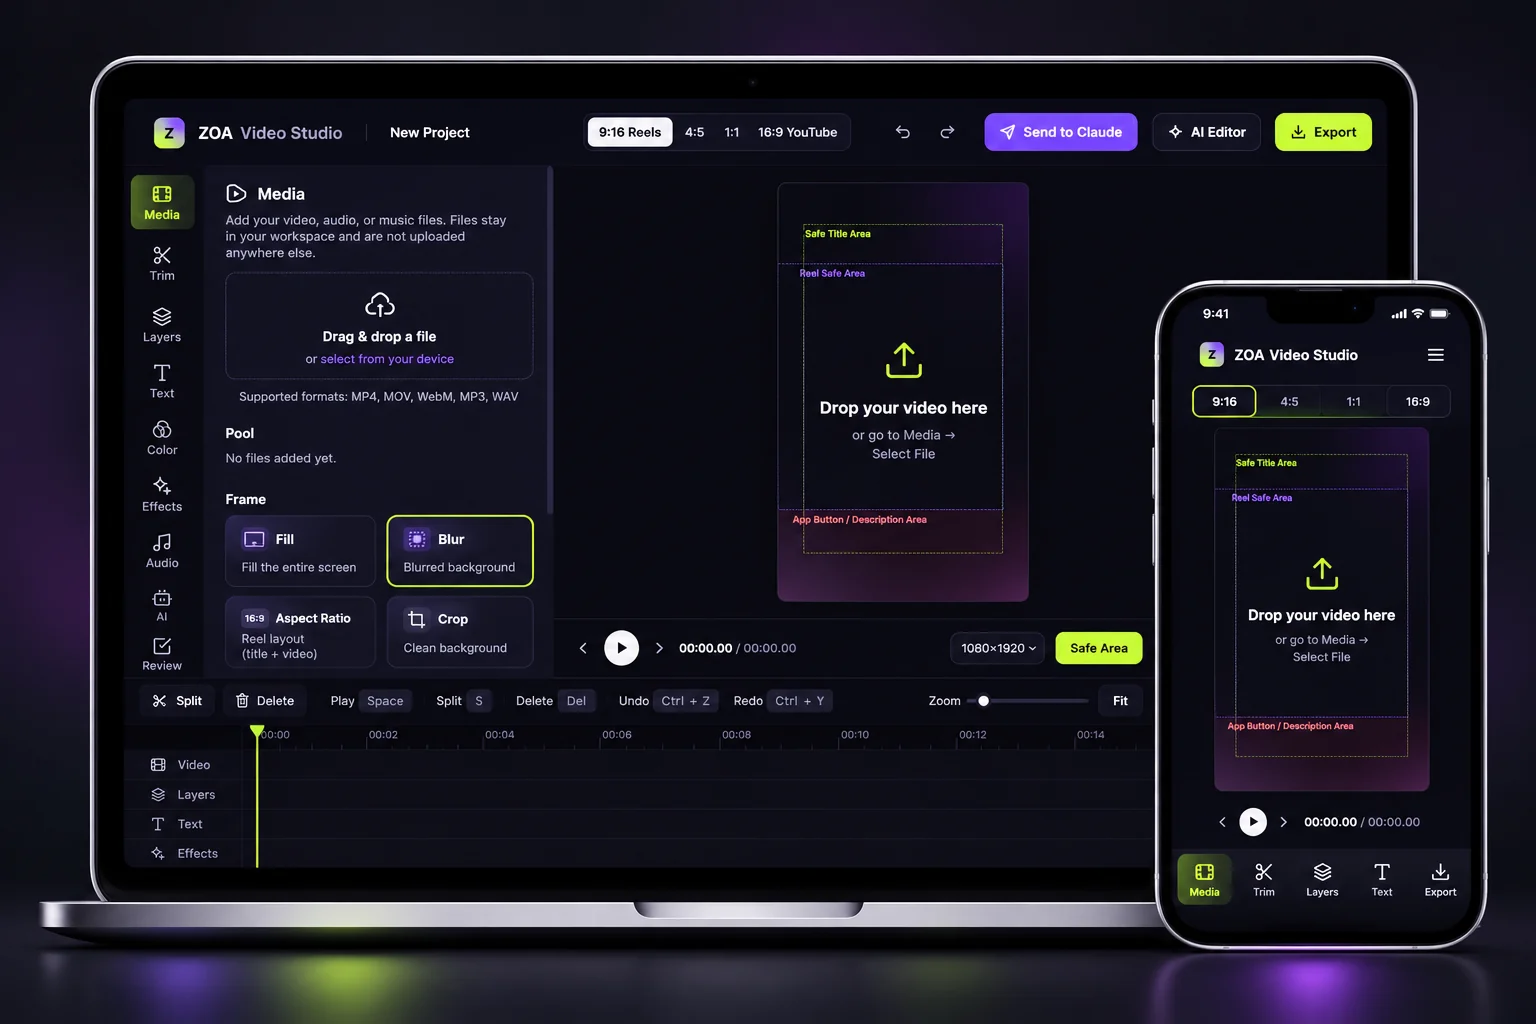 Z
ZOA Video Studio
New Project
9:16 Reels
4:5
1:1
16:9 YouTube
Send to Claude
AI Editor
Export
Media
Trim
Layers
Text
Color
Effects
Audio
AI
Review
Media
Add your video, audio, or music files. Files stay
in your workspace and are not uploaded
anywhere else.
Drag & drop a file
or select from your device
Supported formats: MP4, MOV, WebM, MP3, WAV
Pool
No files added yet.
Frame
Fill
Fill the entire screen
Blur
Blurred background
16:9
Aspect Ratio
Reel layout
(title + video)
Crop
Clean background
Safe Title Area
Reel Safe Area
Drop your video here
or go to Media →
Select File
App Button / Description Area
00:00.00 / 00:00.00
1080×1920
Safe Area
Split
Delete
Play Space
Split S
Delete Del
Undo Ctrl + Z
Redo Ctrl + Y
Zoom
Fit
00:00
00:02
00:04
00:06
00:08
00:10
00:12
00:14
Video
Layers
Text
Effects
9:41
Z
ZOA Video Studio
9:16
4:5
1:1
16:9
Safe Title Area
Reel Safe Area
Drop your video here
or go to Media →
Select File
App Button / Description Area
00:00.00 / 00:00.00
Media
Trim
Layers
Text
Export